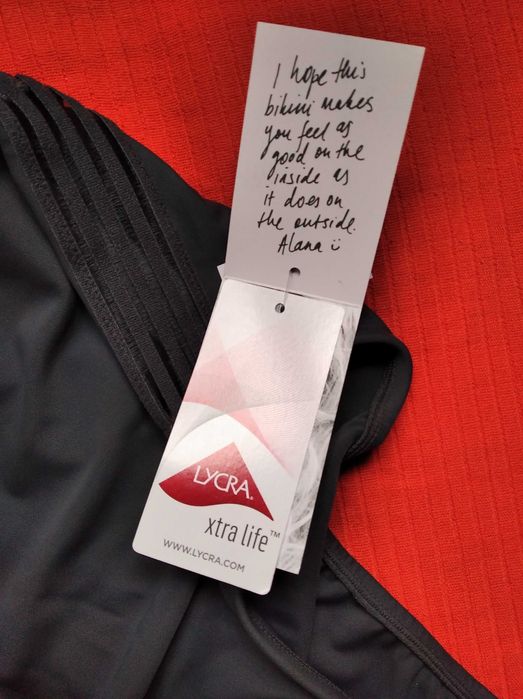 I hope this
bikini makes
you feel as
good on the
inside as
it does on
the outside.
Alana ü
LYCRA®
xtra life™
WWW.LYCRA.COM